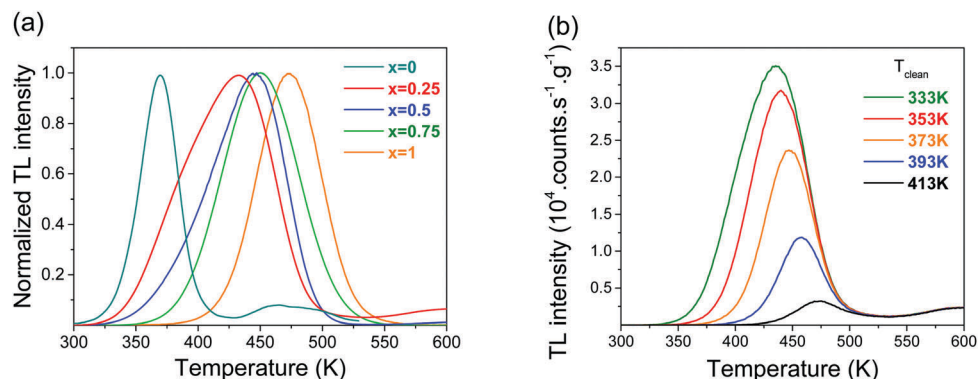 (a)
Normalized TL intensity
1.0
0.8
0.6
0.4
0.2
x=0
x=0.25
x=0.5
x=0.75
x=1
300 350 400 450 500 550 600
Temperature (K)
(b)
TL intensity (10⁴.counts.s⁻¹.g⁻¹)
3.5
3.0
2.5
2.0
1.5
1.0
0.5
T_clean
333K
353K
373K
393K
413K
300 350 400 450 500 550 600
Temperature (K)